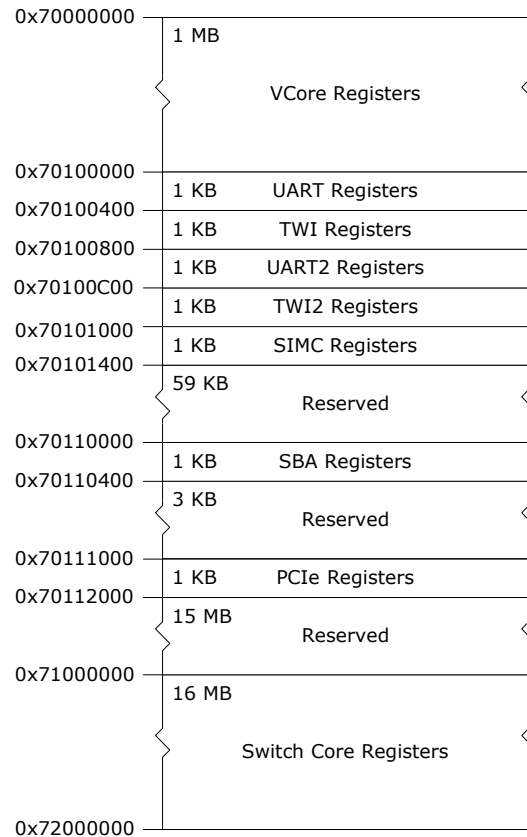 0x70000000
1 MB
VCore Registers
0x70100000
1 KB UART Registers
0x70100400
1 KB TWI Registers
0x70100800
1 KB UART2 Registers
0x70100C00
1 KB TWI2 Registers
0x70101000
1 KB SIMC Registers
0x70101400
59 KB
Reserved
0x70110000
1 KB SBA Registers
0x70110400
3 KB
Reserved
0x70111000
1 KB PCIe Registers
0x70112000
15 MB
Reserved
0x71000000
16 MB
Switch Core Registers
0x72000000